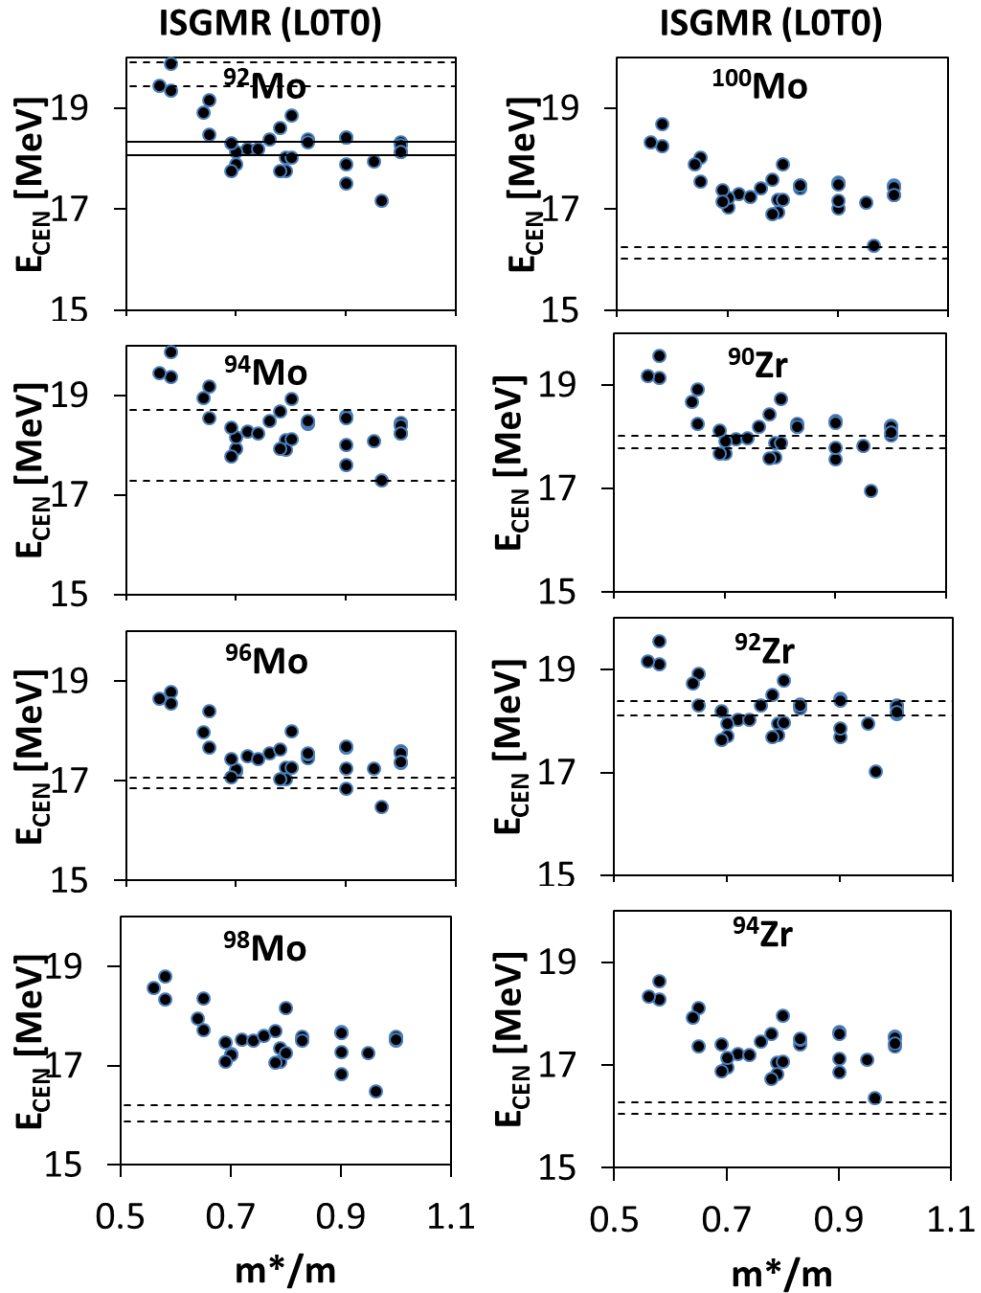 ISGMR (L0T0)
ISGMR (L0T0)
92Mo
E_CEN [MeV]
19
17
15
100Mo
E_CEN [MeV]
19
17
15
94Mo
E_CEN [MeV]
19
17
15
90Zr
E_CEN [MeV]
19
17
15
96Mo
E_CEN [MeV]
19
17
15
92Zr
E_CEN [MeV]
19
17
15
98Mo
E_CEN [MeV]
19
17
15
0.5 0.7 0.9 1.1
m*/m
94Zr
E_CEN [MeV]
19
17
15
0.5 0.7 0.9 1.1
m*/m